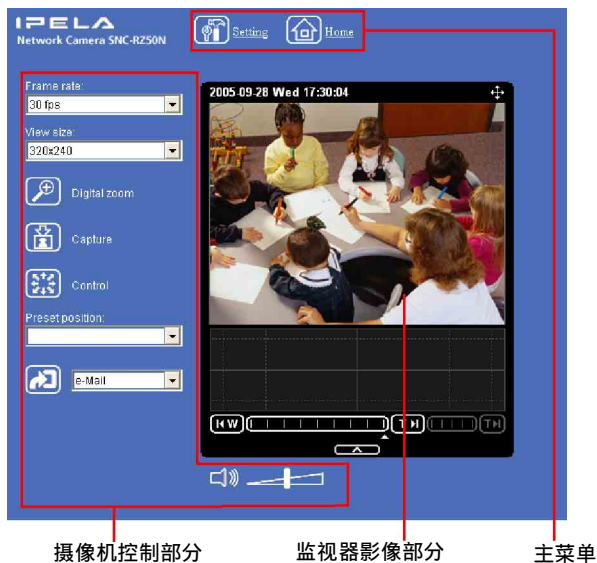 IPELA
Network Camera SNC-RZ50N
Setting
Home
Frame rate:
30 fps
View size:
320x240
Digital zoom
Capture
Control
Preset position:
e-Mail
2005-09-28 Wed 17:30:04
W
T
T
摄像机控制部分
监视器影像部分
主菜单